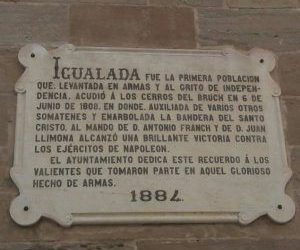 IGUALADA FUE LA PRIMERA POBLACION
QUE, LEVANTADA EN ARMAS Y AL GRITO DE INDEPEN-
DENCIA, ACUDIÓ A LOS CERROS DEL BRUCH EN 6 DE
JUNIO DE 1808, EN DONDE, AUXILIADA DE VARIOS OTROS
SOMATENES Y ENARBOLADA LA BANDERA DEL SANTO
CRISTO, AL MANDO DE D. ANTONIO FRANCH Y DE D. JUAN
LLIMONA ALCANZÓ UNA BRILLANTE VICTORIA CONTRA
LOS EJÉRCITOS DE NAPOLEON.
EL AYUNTAMIENTO DEDICA ESTE RECUERDO Á LOS
VALIENTES QUE TOMARON PARTE EN AQUEL GLORIOSO
HECHO DE ARMAS.
1884